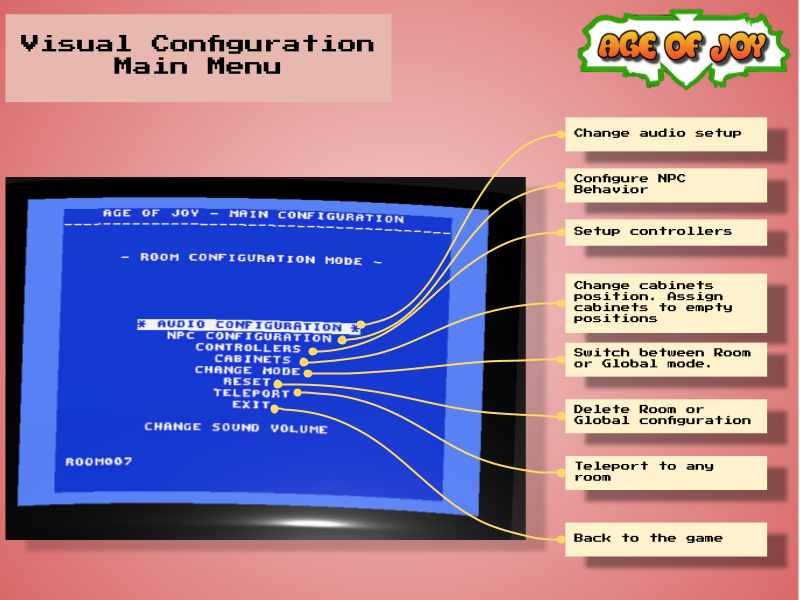 Visual Configuration
Main Menu
AGE OF JOY
AGE OF JOY - MAIN CONFIGURATION
- ROOM CONFIGURATION MODE -
* AUDIO CONFIGURATION *
NPC CONFIGURATION
CONTROLLERS
CABINETS
CHANGE MODE
RESET
TELEPORT
EXIT
CHANGE SOUND VOLUME
ROOM007
Change audio setup
Configure NPC
Behavior
Setup controllers
Change cabinets
position. Assign
cabinets to empty
positions
Switch between Room
or Global mode.
Delete Room or
Global configuration
Teleport to any
room
Back to the game